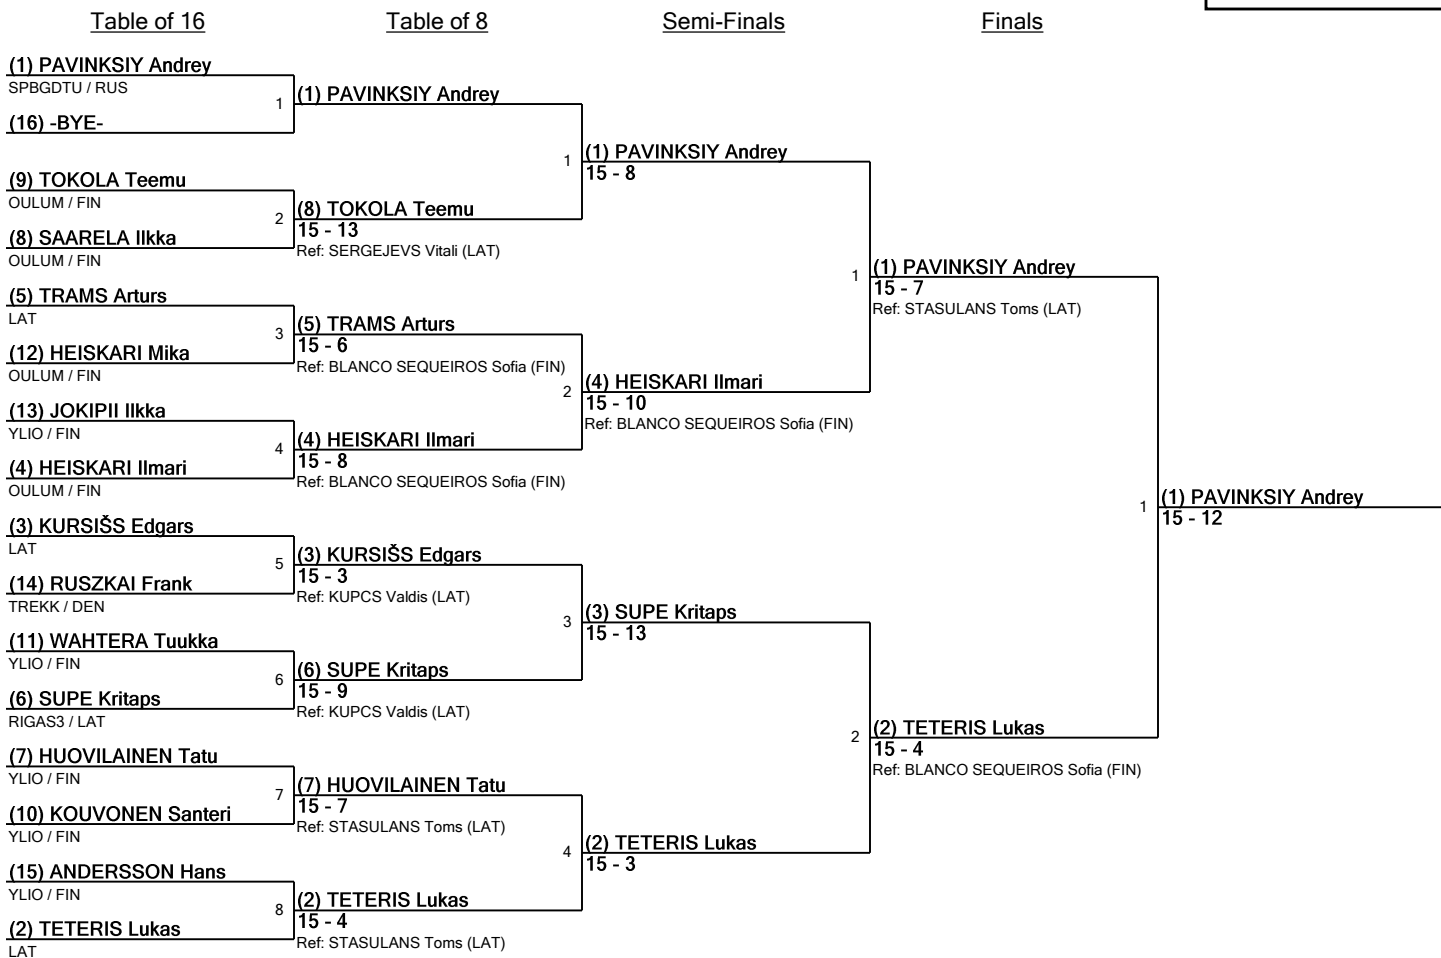 Table of 16
Table of 8
Semi-Finals
Finals
(1) PAVINKSIY Andrey
SPBGDTU / RUS
(16) -BYE-
(9) TOKOLA Teemu
OULUM / FIN
(8) SAARELA Ilkka
OULUM / FIN
(5) TRAMS Arturs
LAT
(12) HEISKARI Mika
OULUM / FIN
(13) JOKIPII Ilkka
YLIO / FIN
(4) HEISKARI Ilmari
OULUM / FIN
(3) KURSIŠS Edgars
LAT
(14) RUSZKAI Frank
TREKK / DEN
(11) WAHTERA Tuukka
YLIO / FIN
(6) SUPE Kritaps
RIGAS3 / LAT
(7) HUOVILAINEN Tatu
YLIO / FIN
(10) KOUVONEN Santeri
YLIO / FIN
(15) ANDERSSON Hans
YLIO / FIN
(2) TETERIS Lukas
LAT
1
(1) PAVINKSIY Andrey
2
(8) TOKOLA Teemu
15 - 13
Ref: SERGEJEVS Vitali (LAT)
3
(5) TRAMS Arturs
15 - 6
Ref: BLANCO SEQUEIROS Sofia (FIN)
4
(4) HEISKARI Ilmari
15 - 8
Ref: BLANCO SEQUEIROS Sofia (FIN)
5
(3) KURSIŠS Edgars
15 - 3
Ref: KUPCS Valdis (LAT)
6
(6) SUPE Kritaps
15 - 9
Ref: KUPCS Valdis (LAT)
7
(7) HUOVILAINEN Tatu
15 - 7
Ref: STASULANS Toms (LAT)
8
(2) TETERIS Lukas
15 - 4
Ref: STASULANS Toms (LAT)
1
(1) PAVINKSIY Andrey
15 - 8
2
(4) HEISKARI Ilmari
15 - 10
Ref: BLANCO SEQUEIROS Sofia (FIN)
3
(3) SUPE Kritaps
15 - 13
4
(2) TETERIS Lukas
15 - 3
1
(1) PAVINKSIY Andrey
15 - 7
Ref: STASULANS Toms (LAT)
2
(2) TETERIS Lukas
15 - 4
Ref: BLANCO SEQUEIROS Sofia (FIN)
1
(1) PAVINKSIY Andrey
15 - 12